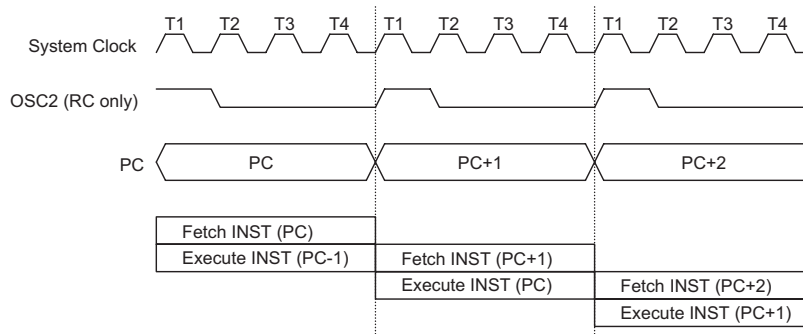 T1 T2 T3 T4 T1 T2 T3 T4 T1 T2 T3 T4
System Clock
OSC2 (RC only)
PC PC PC+1 PC+2
Fetch INST (PC)
Execute INST (PC-1) Fetch INST (PC+1)
Execute INST (PC) Fetch INST (PC+2)
Execute INST (PC+1)